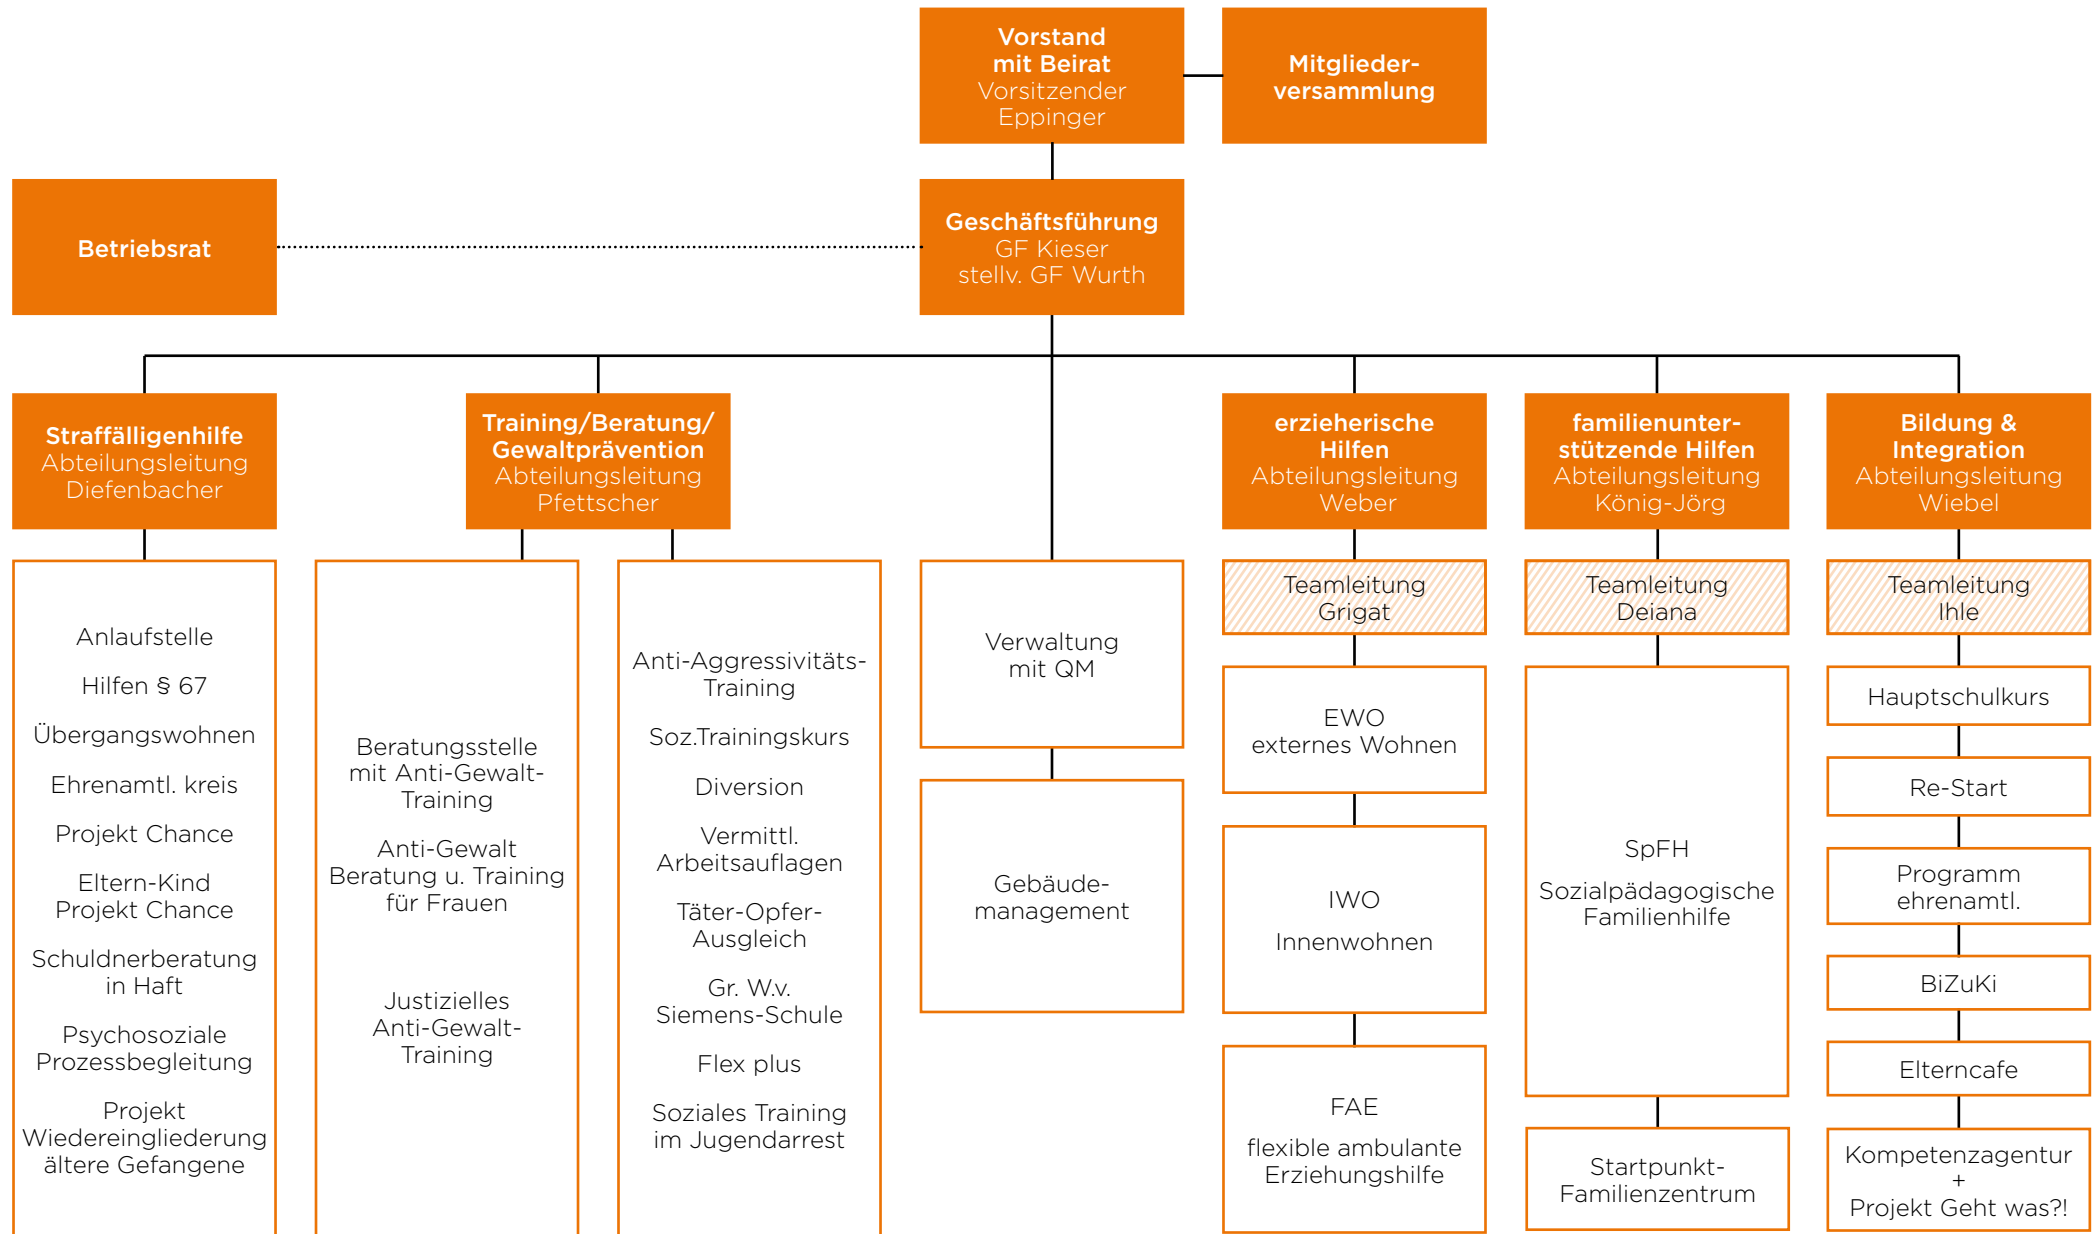 Vorstand
mit Beirat
Vorsitzender
Eppinger
Mitglieder-
versammlung
Betriebsrat
Geschäftsführung
GF Kieser
stellv. GF Wurth
Straffälligenhilfe
Abteilungsleitung
Diefenbacher
Training/Beratung/
Gewaltprävention
Abteilungsleitung
Pfettscher
erzieherische
Hilfen
Abteilungsleitung
Weber
familienunter-
stützende Hilfen
Abteilungsleitung
König-Jörg
Bildung &
Integration
Abteilungsleitung
Wiebel
Anlaufstelle
Hilfen § 67
Übergangswohnen
Ehrenamtl. kreis
Projekt Chance
Eltern-Kind
Projekt Chance
Schuldnerberatung
in Haft
Psychosoziale
Prozessbegleitung
Projekt
Wiedereingliederung
ältere Gefangene
Beratungsstelle
mit Anti-Gewalt-
Training
Anti-Gewalt
Beratung u. Training
für Frauen
Justizielles
Anti-Gewalt-
Training
Anti-Aggressivitäts-
Training
Soz.Trainingskurs
Diversion
Vermittl.
Arbeitsauflagen
Täter-Opfer-
Ausgleich
Gr. W.v.
Siemens-Schule
Flex plus
Soziales Training
im Jugendarrest
Verwaltung
mit QM
Gebäude-
management
Teamleitung
Grigat
EWO
externes Wohnen
IWO
Innenwohnen
FAE
flexible ambulante
Erziehungshilfe
Teamleitung
Deiana
SpFH
Sozialpädagogische
Familienhilfe
Startpunkt-
Familienzentrum
Teamleitung
Ihle
Hauptschulkurs
Re-Start
Programm
ehrenamtl.
BiZuKi
Elterncafe
Kompetenzagentur
+
Projekt Geht was?!